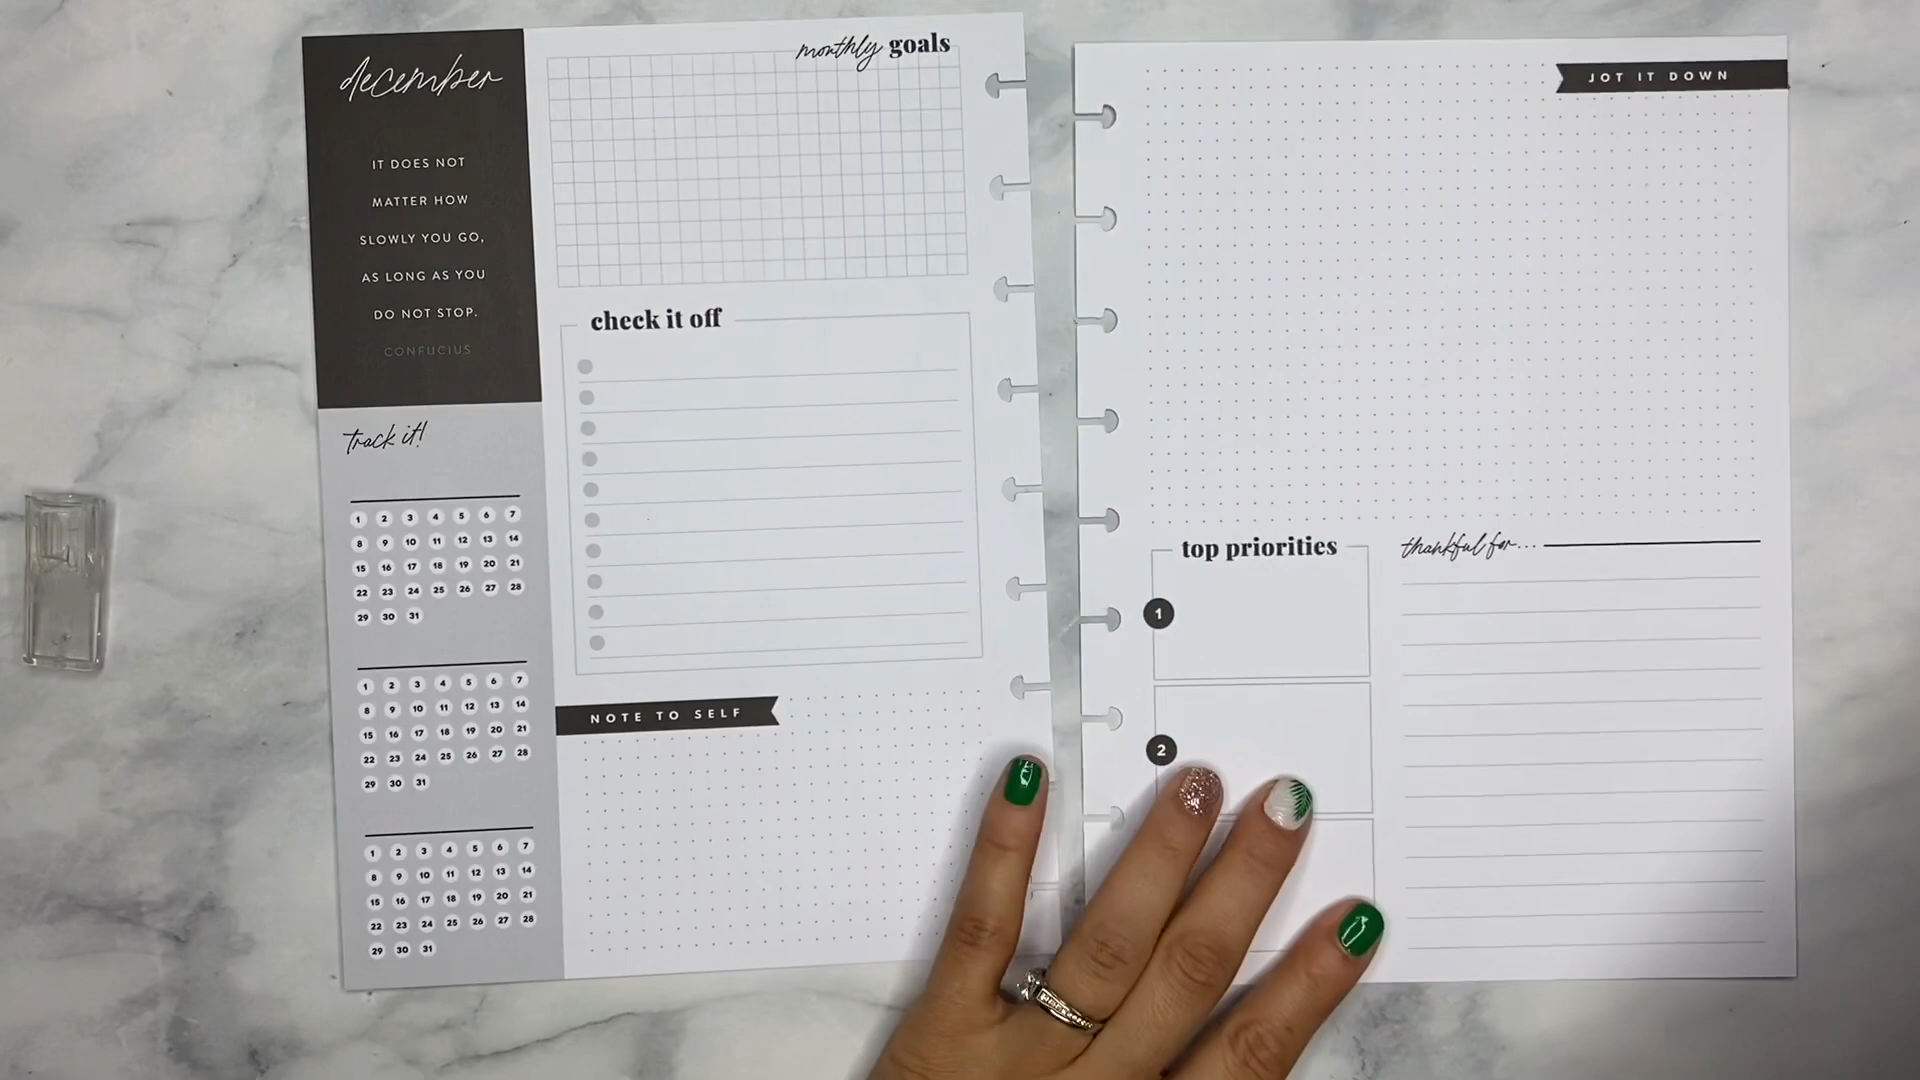 december
IT DOES NOT
MATTER HOW
SLOWLY YOU GO,
AS LONG AS YOU
DO NOT STOP.
CONFUCIUS
track it!
1 2 3 4 5 6 7
8 9 10 11 12 13 14
15 16 17 18 19 20 21
22 23 24 25 26 27 28
29 30 31
1 2 3 4 5 6 7
8 9 10 11 12 13 14
15 16 17 18 19 20 21
22 23 24 25 26 27 28
29 30 31
1 2 3 4 5 6 7
8 9 10 11 12 13 14
15 16 17 18 19 20 21
22 23 24 25 26 27 28
29 30 31
monthly goals
check it off
NOTE TO SELF
JOT IT DOWN
top priorities
1
2
thankful for...